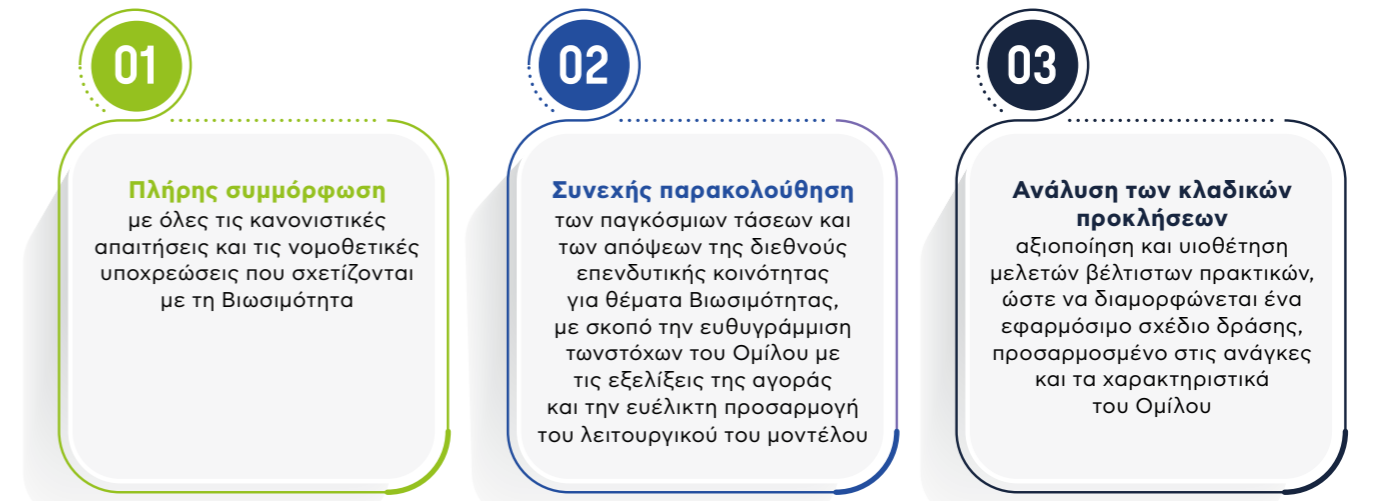 01
Πλήρης συμμόρφωση
με όλες τις κανονιστικές
απαιτήσεις και τις νομοθετικές
υποχρεώσεις που σχετίζονται
με τη Βιωσιμότητα
02
Συνεχής παρακολούθηση
των παγκόσμιων τάσεων και
των απόψεων της διεθνούς
επενδυτικής κοινότητας
για θέματα Βιωσιμότητας,
με σκοπό την ευθυγράμμιση
τωνστόχων του Ομίλου με
τις εξελίξεις της αγοράς
και την ευέλικτη προσαρμογή
του λειτουργικού του μοντέλου
03
Ανάλυση των κλαδικών
προκλήσεων
αξιοποίηση και υιοθέτηση
μελετών βέλτιστων πρακτικών,
ώστε να διαμορφώνεται ένα
εφαρμόσιμο σχέδιο δράσης,
προσαρμοσμένο στις ανάγκες
και τα χαρακτηριστικά
του Ομίλου